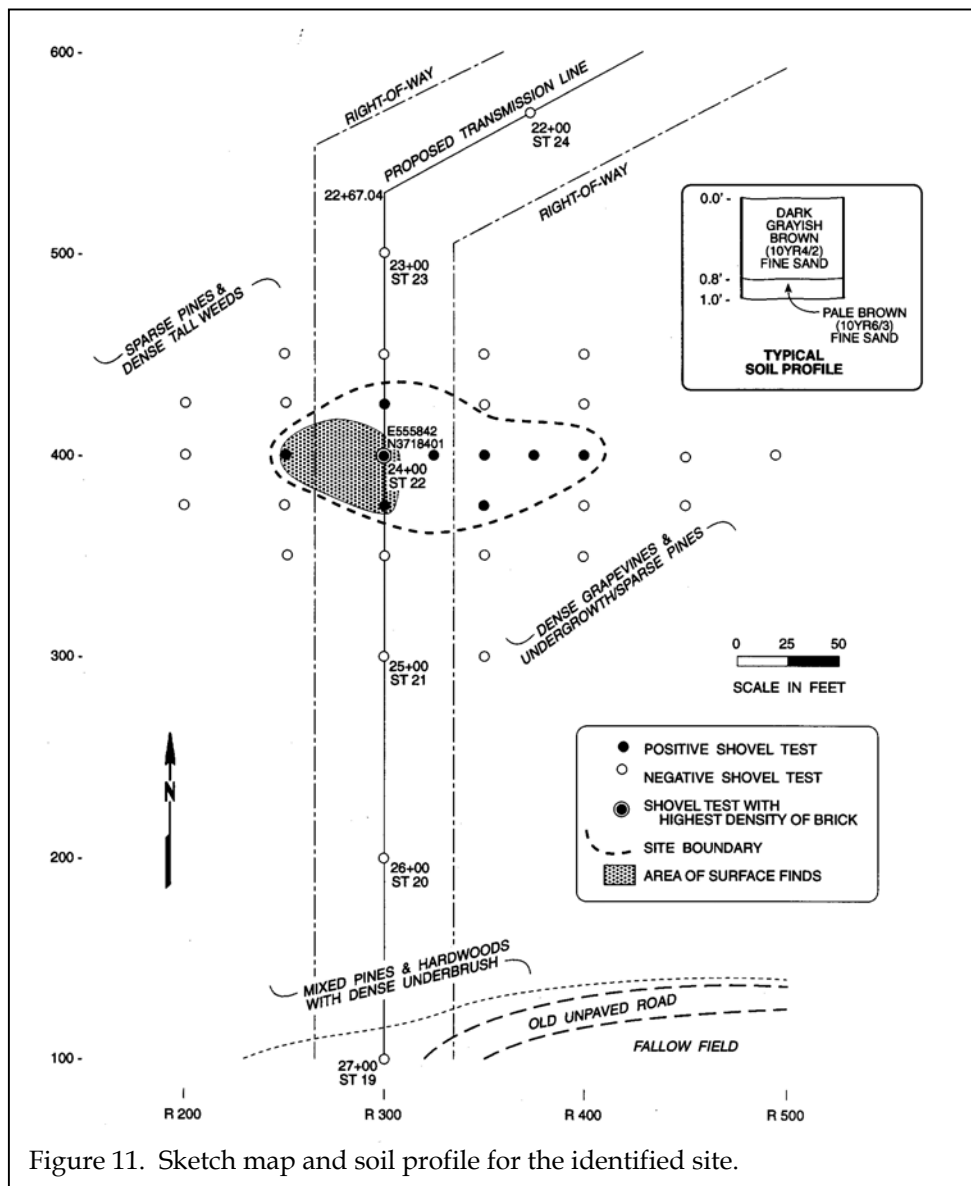 600 -
RIGHT-OF-WAY
PROPOSED TRANSMISSION LINE
22+00
ST 24
RIGHT-OF-WAY
22+67.04
0.0' -
DARK
GRAYISH
BROWN
(10YR4/2)
FINE SAND
0.8' -
1.0' -
PALE BROWN
(10YR6/3)
FINE SAND
TYPICAL
SOIL PROFILE
500 -
23+00
ST 23
SPARSE PINES &
DENSE TALL WEEDS
400 -
E555842
N3718401
24+00
ST 22
DENSE GRAPEVINES &
UNDERGROWTH/SPARSE PINES
300 -
25+00
ST 21
0 25 50
SCALE IN FEET
N
POSITIVE SHOVEL TEST
NEGATIVE SHOVEL TEST
SHOVEL TEST WITH
HIGHEST DENSITY OF BRICK
SITE BOUNDARY
AREA OF SURFACE FINDS
200 -
26+00
ST 20
MIXED PINES & HARDWOODS
WITH DENSE UNDERBRUSH
OLD UNPAVED ROAD
FALLOW FIELD
100 -
27+00
ST 19
R 200 R 300 R 400 R 500
Figure 11. Sketch map and soil profile for the identified site.